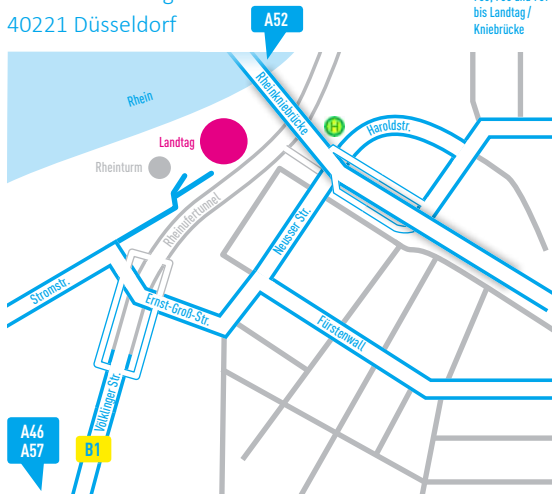 40221 Düsseldorf
bis Landtag /
Kniebrücke
A52
Rhein
Rheinkniebrücke
H
Haroldstr.
Landtag
Rheinturm
Rheinufertunnel
Neusser Str.
Stromstr.
Ernst-Groß-Str.
Fürstenwall
Völklinger Str.
A46
A57
B1